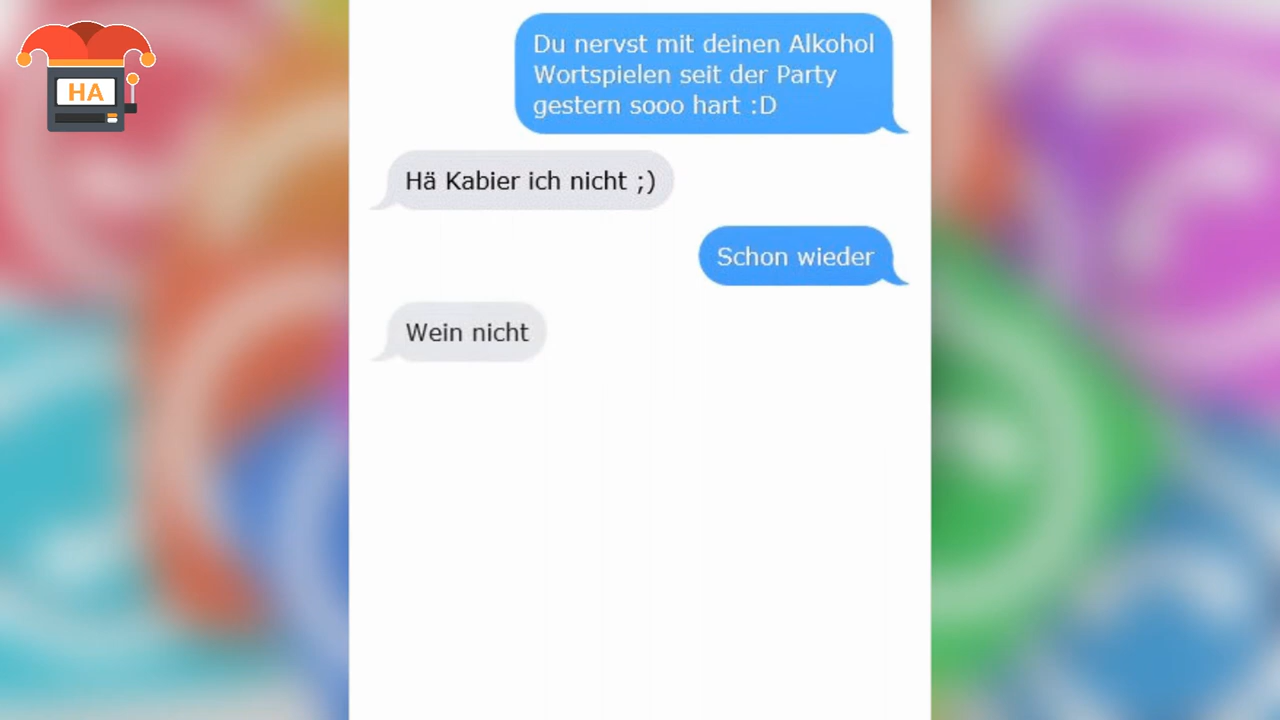 HA
Du nervst mit deinen Alkohol
Wortspielen seit der Party
gestern sooo hart :D
Hä Kabier ich nicht ;)
Schon wieder
Wein nicht